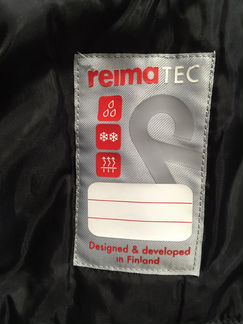 reima TEC
Designed & developed
in Finland